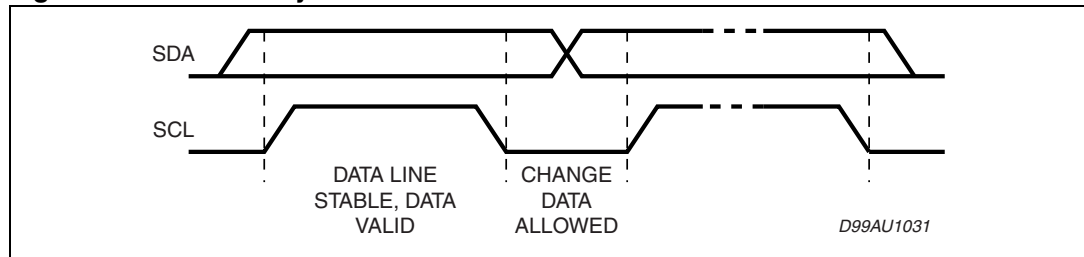 SDA
SCL
DATA LINE
STABLE, DATA
VALID
CHANGE
DATA
ALLOWED
D99AU1031